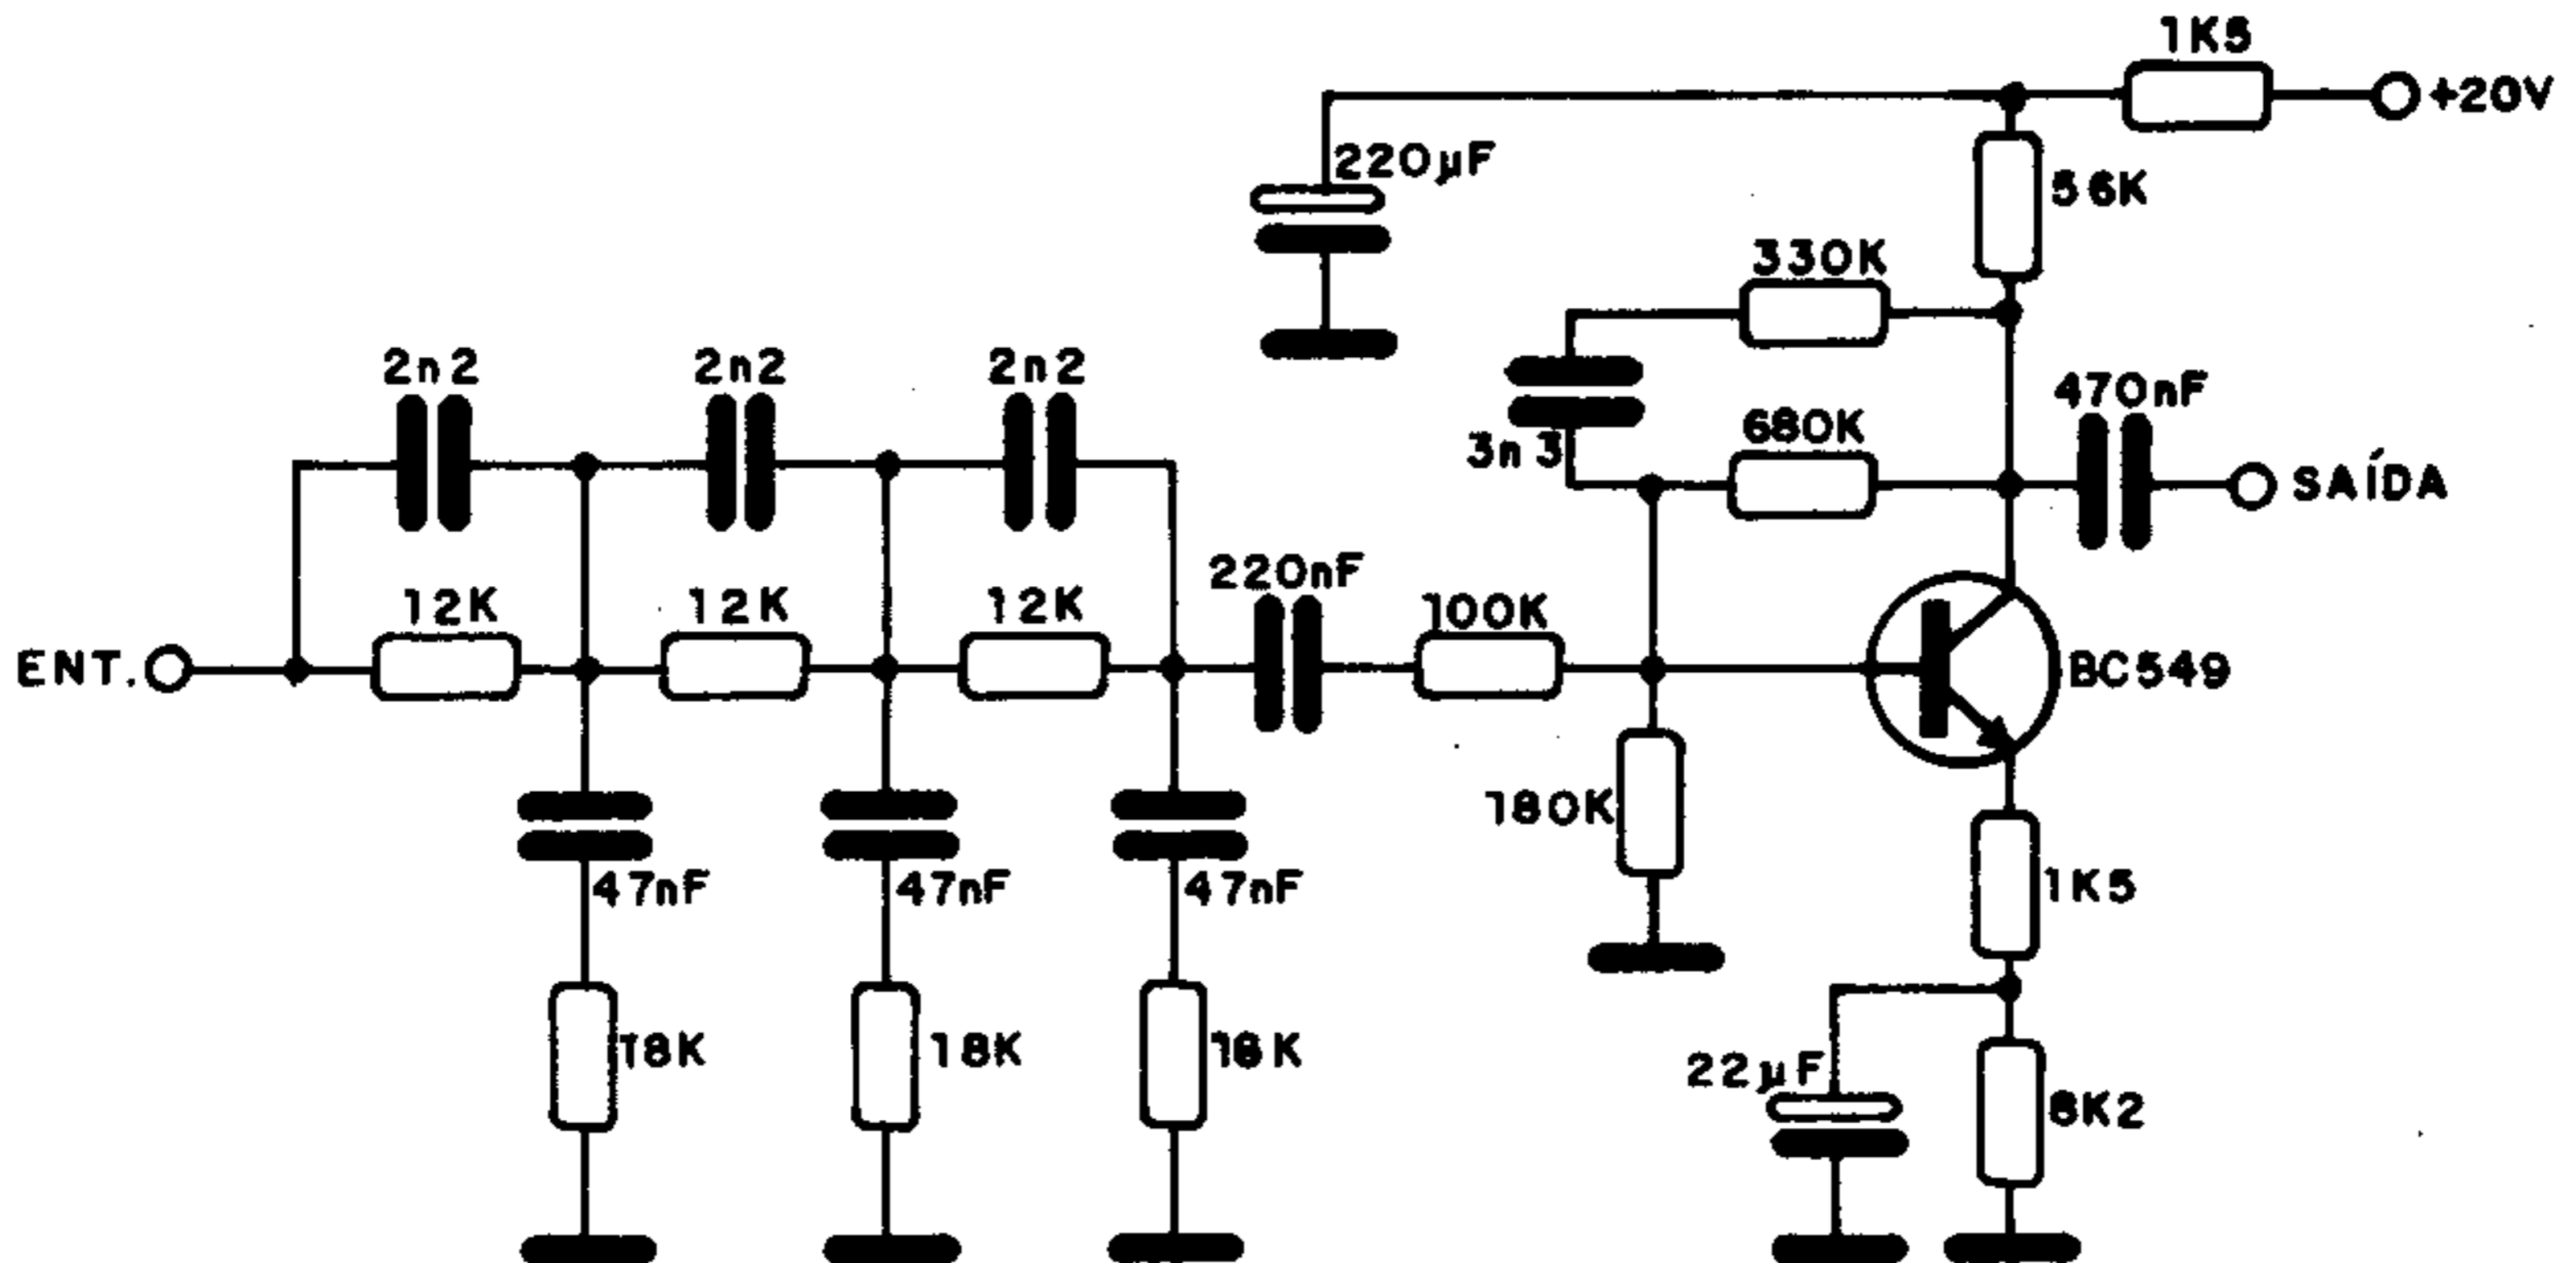 1K5
+20V
220µF
56K
330K
2n2
2n2
2n2
470nF
3n3
680K
SAÍDA
220nF
12K
12K
12K
100K
ENT.
BC549
180K
47nF
47nF
47nF
1K5
18K
18K
18K
22µF
8K2